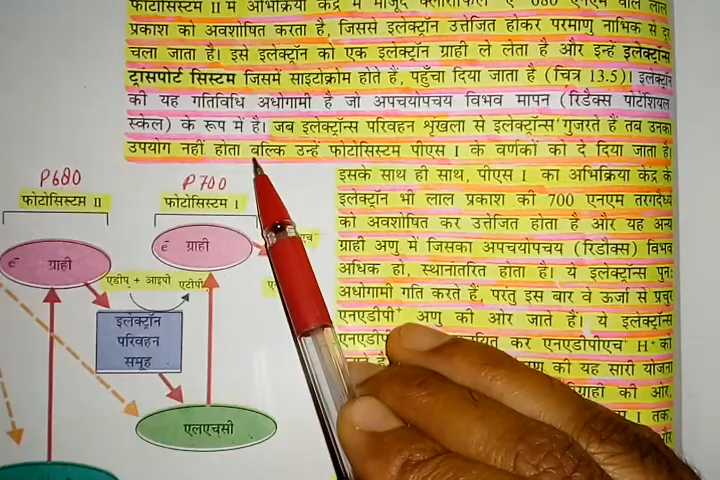 फोटोसिस्टम II में अभिक्रिया केंद्र में मौजूद क्लोरोफिल ए 680 एनएम वाले लाल
प्रकाश को अवशोषित करता है, जिससे इलेक्ट्रॉन उत्तेजित होकर परमाणु नाभिक से दूर
चला जाता है। इसे इलेक्ट्रॉन को एक इलेक्ट्रॉन ग्राही ले लेता है और इन्हें इलेक्ट्रॉन्स
ट्रांसपोर्ट सिस्टम जिसमें साइटोक्रोम होते हैं, पहुँचा दिया जाता है (चित्र 13.5)। इलेक्ट्रॉन
की यह गतिविधि अधोगामी है जो अपचयोपचय विभव मापन (रिडैक्स पोटेंशियल
स्केल) के रूप में है। जब इलेक्ट्रॉन्स परिवहन शृंखला से इलेक्ट्रॉन्स गुजरते हैं तब उनका
उपयोग नहीं होता बल्कि उन्हें फोटोसिस्टम पीएस I के वर्णकों को दे दिया जाता है।
इसके साथ ही साथ, पीएस I का अभिक्रिया केंद्र के
इलेक्ट्रॉन भी लाल प्रकाश की 700 एनएम तरंगदैर्ध्य
को अवशोषित कर उत्तेजित होता है और यह अन्य
ग्राही अणु में जिसका अपचयोपचय (रिडौक्स) विभव
अधिक हो, स्थानांतरित होता है। ये इलेक्ट्रॉन्स पुनः
अधोगामी गति करते हैं, परंतु इस बार वे ऊर्जा से प्रचुर
एनएडीपी⁺ अणु की ओर जाते हैं। ये इलेक्ट्रॉन्स
कर एनएडीपीएच H⁺ को
की यह सारी योजना
ग्राही की ओर,
I तक,
P680
फोटोसिस्टम II
P700
फोटोसिस्टम I
e⁻ ग्राही
e⁻ ग्राही
एडीपी + आइपी
एटीपी
इलेक्ट्रॉन
परिवहन
समूह
एलएचसी